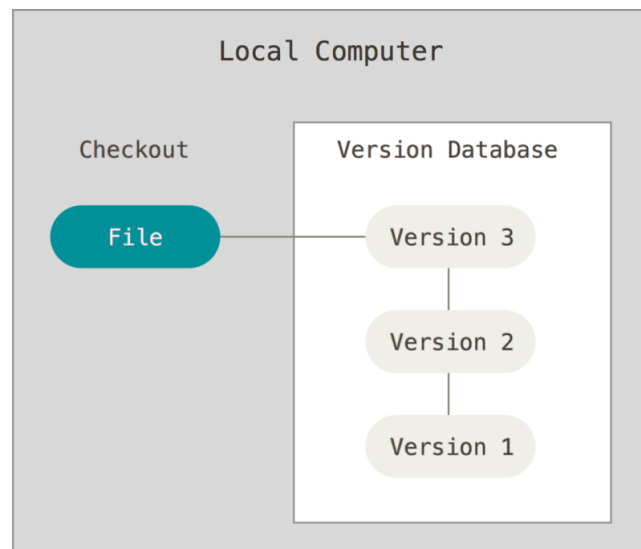 Local Computer
Checkout
Version Database
File
Version 3
Version 2
Version 1